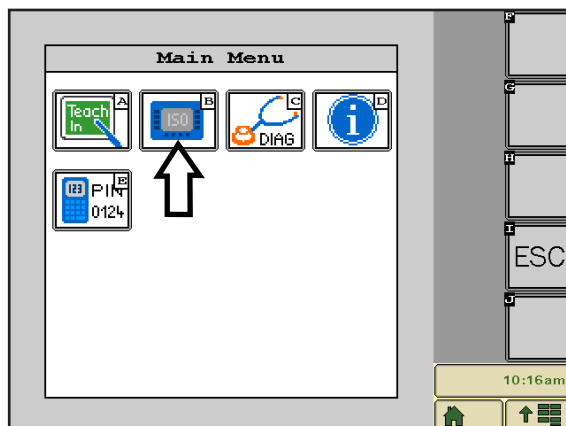 Main Menu
Teach In A
ISO B
DIAG C
i D
123 PIN 0124 E
F
G
H
I
ESC
J
10:16am